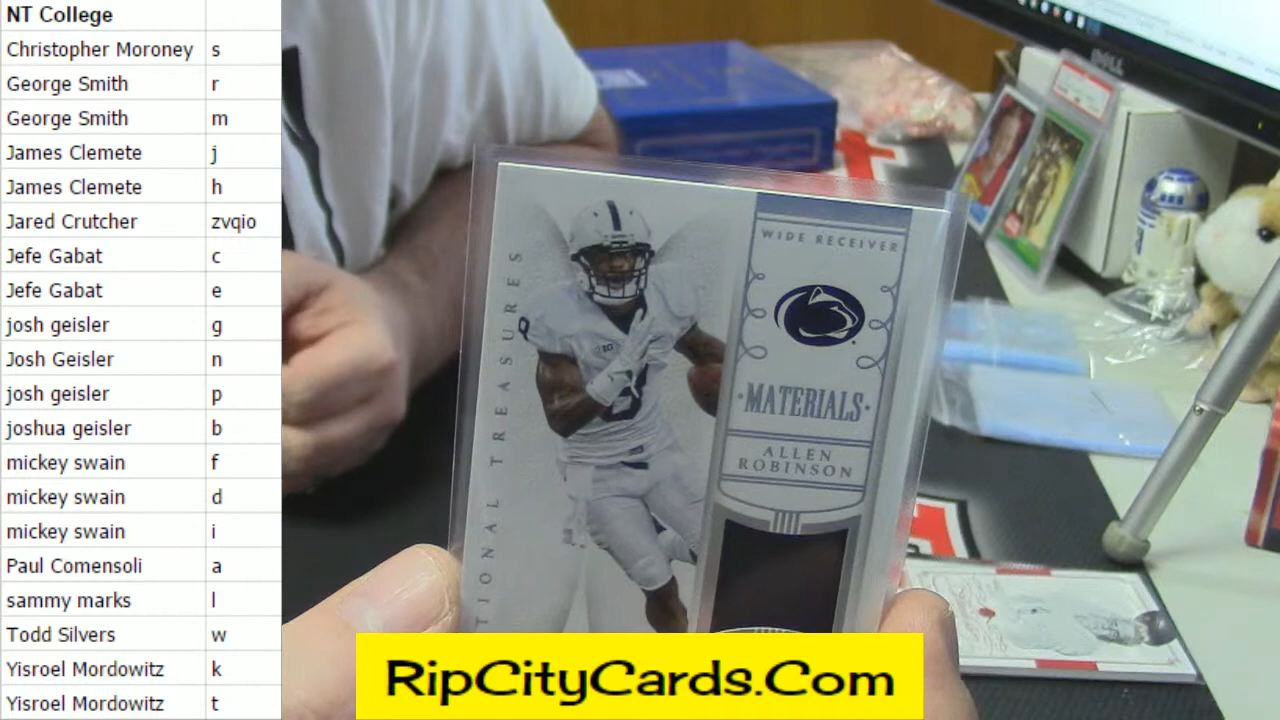 NT College
Christopher Moroney s
George Smith r
George Smith m
James Clemete j
James Clemete h
Jared Crutcher zvqio
Jefe Gabat c
Jefe Gabat e
josh geisler g
Josh Geisler n
josh geisler p
joshua geisler b
mickey swain f
mickey swain d
mickey swain i
Paul Comensoli a
sammy marks l
Todd Silvers w
Yisroel Mordowitz k
Yisroel Mordowitz t
DELL
WIDE RECEIVER
MATERIALS
ALLEN
ROBINSON
TIONAL TREASURES
8
RipCityCards.Com